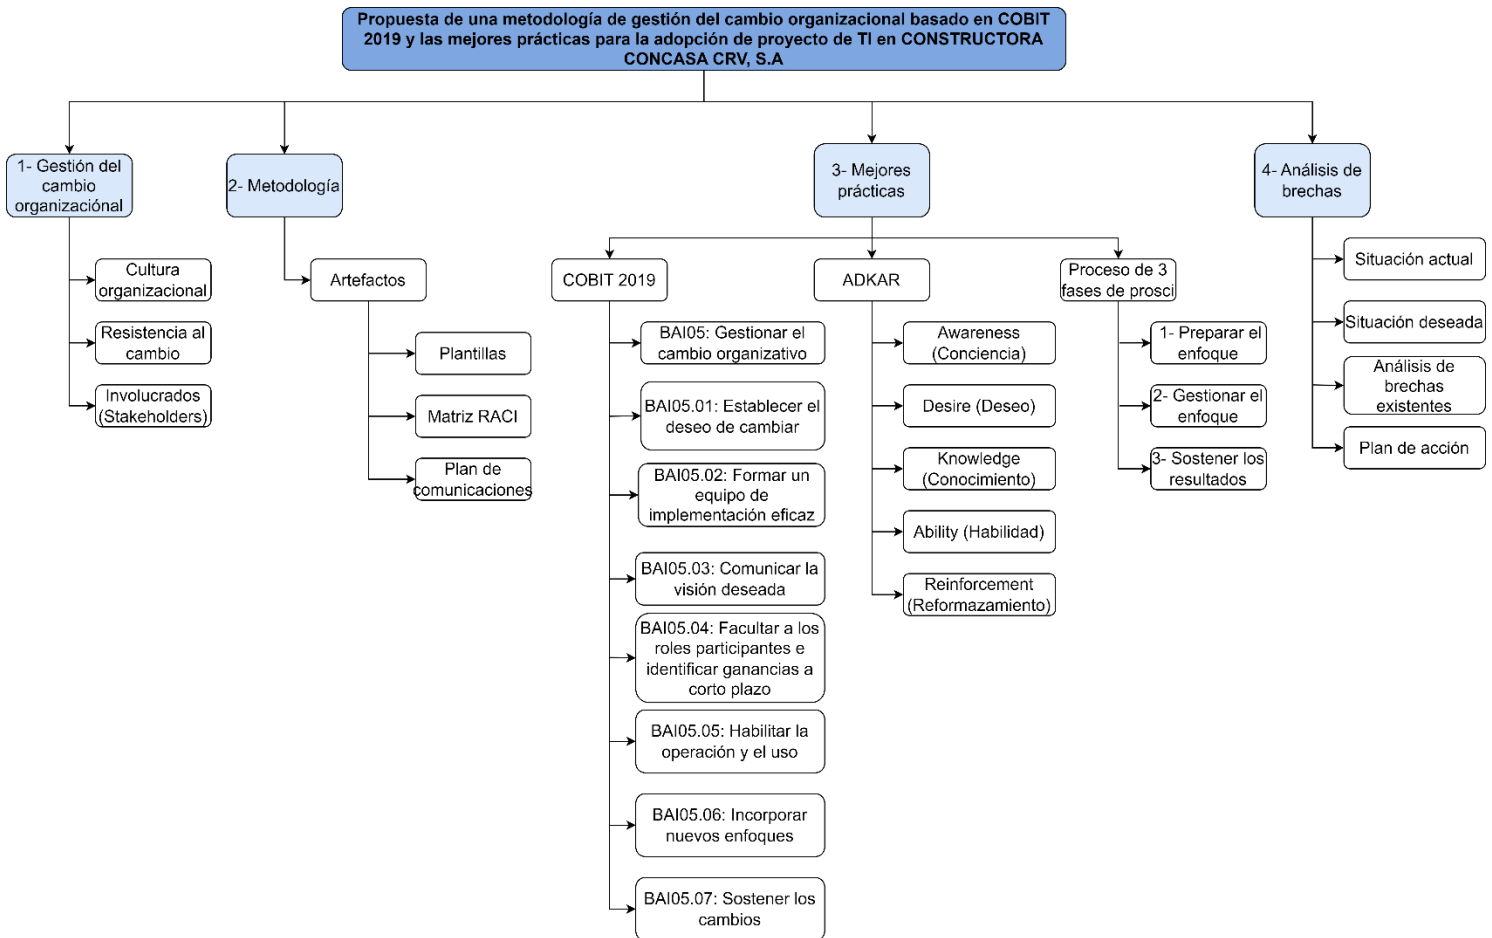 Propuesta de una metodología de gestión del cambio organizacional basado en COBIT
2019 y las mejores prácticas para la adopción de proyecto de TI en CONSTRUCTORA
CONCASA CRV, S.A
1- Gestión del
cambio
organizaciónal
Cultura
organizacional
Resistencia al
cambio
Involucrados
(Stakeholders)
2- Metodología
Artefactos
Plantillas
Matriz RACI
Plan de
comunicaciones
3- Mejores
prácticas
COBIT 2019
BAI05: Gestionar el
cambio organizativo
BAI05.01: Establecer el
deseo de cambiar
BAI05.02: Formar un
equipo de
implementación eficaz
BAI05.03: Comunicar la
visión deseada
BAI05.04: Facultar a los
roles participantes e
identificar ganancias a
corto plazo
BAI05.05: Habilitar la
operación y el uso
BAI05.06: Incorporar
nuevos enfoques
BAI05.07: Sostener los
cambios
ADKAR
Awareness
(Conciencia)
Desire (Deseo)
Knowledge
(Conocimiento)
Ability (Habilidad)
Reinforcement
(Reformazamiento)
Proceso de 3
fases de prosci
1- Preparar el
enfoque
2- Gestionar el
enfoque
3- Sostener los
resultados
4- Análisis de
brechas
Situación actual
Situación deseada
Análisis de
brechas
existentes
Plan de acción